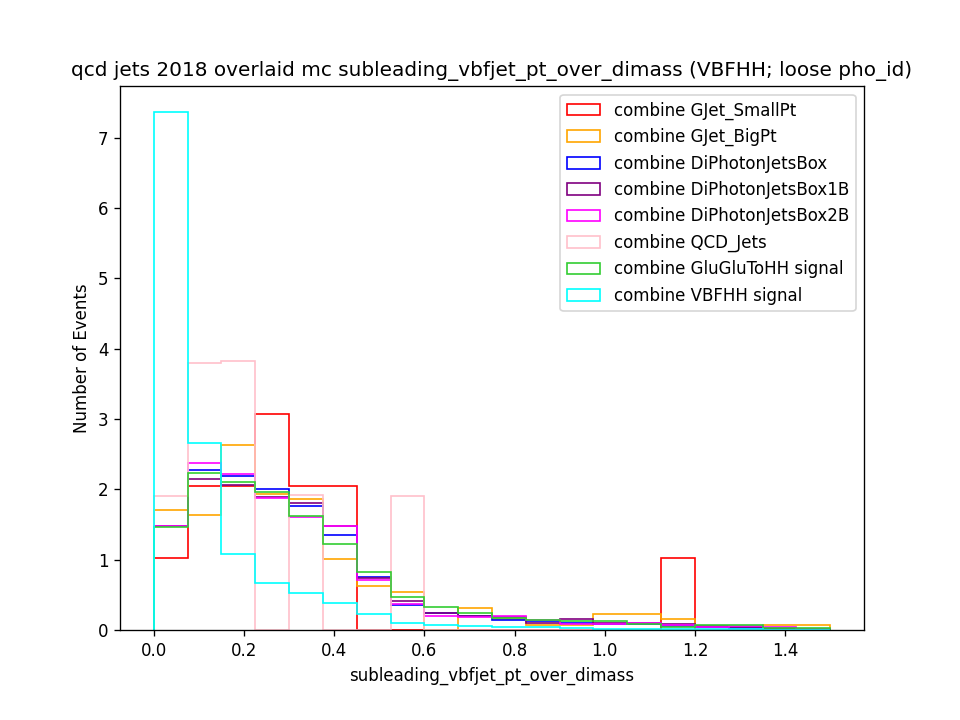 qcd jets 2018 overlaid mc subleading_vbfjet_pt_over_dimass (VBFHH; loose pho_id)
combine GJet_SmallPt
combine GJet_BigPt
combine DiPhotonJetsBox
combine DiPhotonJetsBox1B
combine DiPhotonJetsBox2B
combine QCD_Jets
combine GluGluToHH signal
combine VBFHH signal
Number of Events
7
6
5
4
3
2
1
0
0.0 0.2 0.4 0.6 0.8 1.0 1.2 1.4
subleading_vbfjet_pt_over_dimass